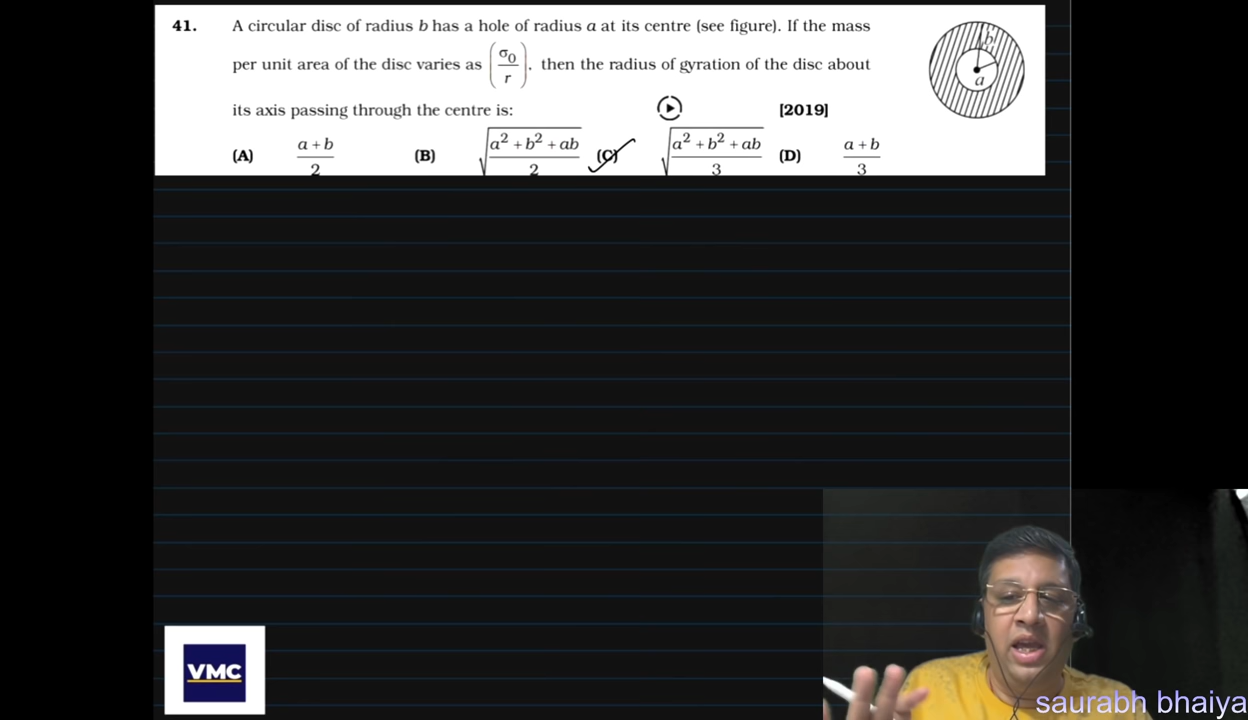 41. A circular disc of radius b has a hole of radius a at its centre (see figure). If the mass
per unit area of the disc varies as (σ₀/r). then the radius of gyration of the disc about
its axis passing through the centre is: [2019]
(A) (a + b)/2 (B) √((a² + b² + ab)/2) (C) √((a² + b² + ab)/3) (D) (a + b)/3
b
a
VMC
saurabh bhaiya